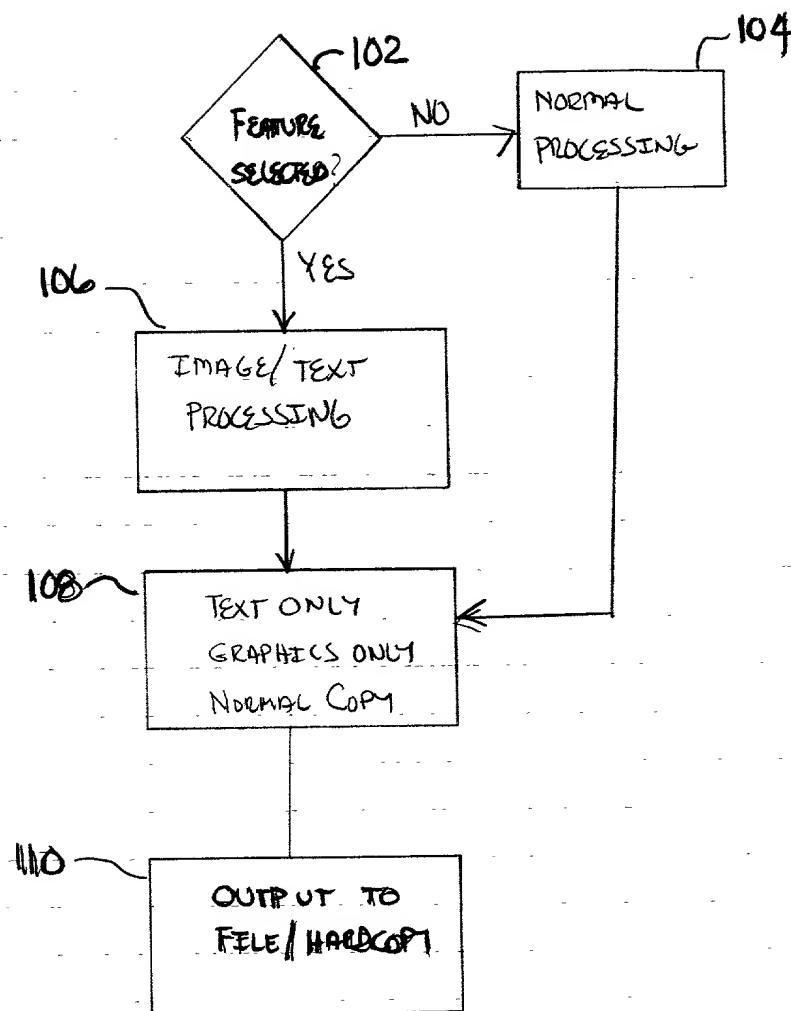 102
104
FEATURE
SELECTED?
NO
NORMAL
PROCESSING
YES
106
IMAGE/TEXT
PROCESSING
108
TEXT ONLY
GRAPHICS ONLY
NORMAL COPY
110
OUTPUT TO
FILE/HARDCOPY